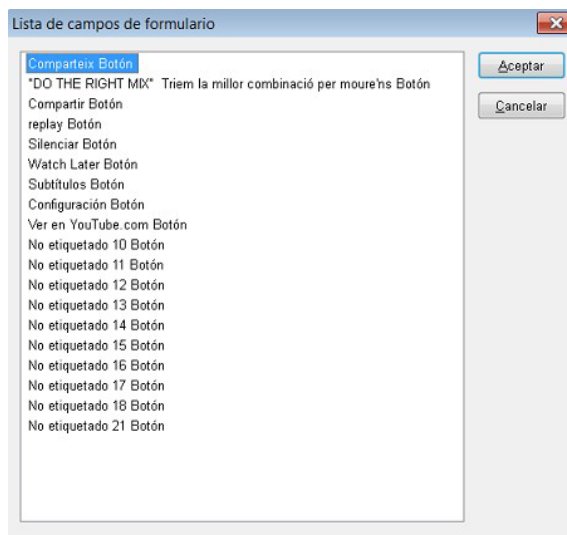 Lista de campos de formulario
Comparteix Botón
"DO THE RIGHT MIX"  Triem la millor combinació per moure'ns Botón
Compartir Botón
replay Botón
Silenciar Botón
Watch Later Botón
Subtítulos Botón
Configuración Botón
Ver en YouTube.com Botón
No etiquetado 10 Botón
No etiquetado 11 Botón
No etiquetado 12 Botón
No etiquetado 13 Botón
No etiquetado 14 Botón
No etiquetado 15 Botón
No etiquetado 16 Botón
No etiquetado 17 Botón
No etiquetado 18 Botón
No etiquetado 21 Botón
Aceptar
Cancelar